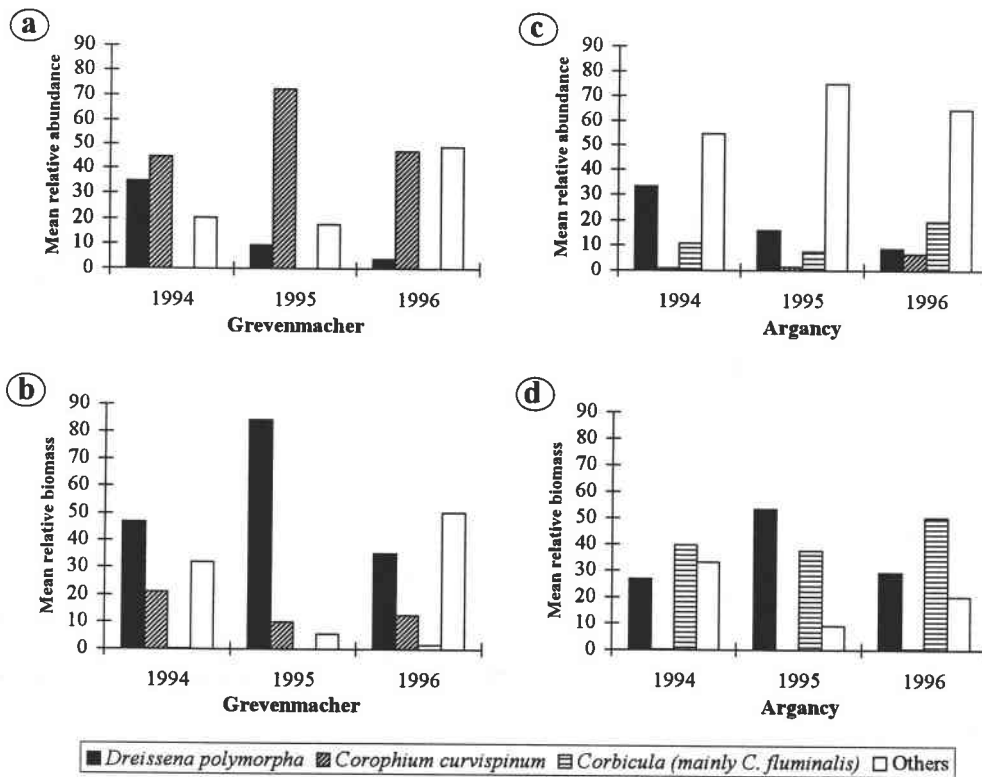 a
Mean relative abundance
90
80
70
60
50
40
30
20
10
0
1994 1995 1996
Grevenmacher
c
Mean relative abundance
90
80
70
60
50
40
30
20
10
0
1994 1995 1996
Argancy
b
Mean relative biomass
90
80
70
60
50
40
30
20
10
0
1994 1995 1996
Grevenmacher
d
Mean relative biomass
90
80
70
60
50
40
30
20
10
0
1994 1995 1996
Argancy
Dreissena polymorpha Corophium curvispinum Corbicula (mainly C. fluminalis) Others